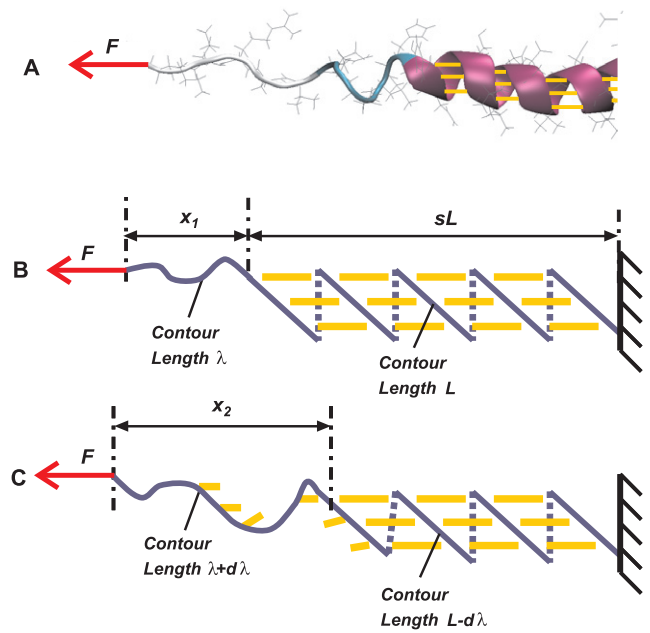 F
A
x1
sL
F
B
Contour
Length λ
Contour
Length L
x2
F
C
Contour
Length λ+dλ
Contour
Length L-dλ